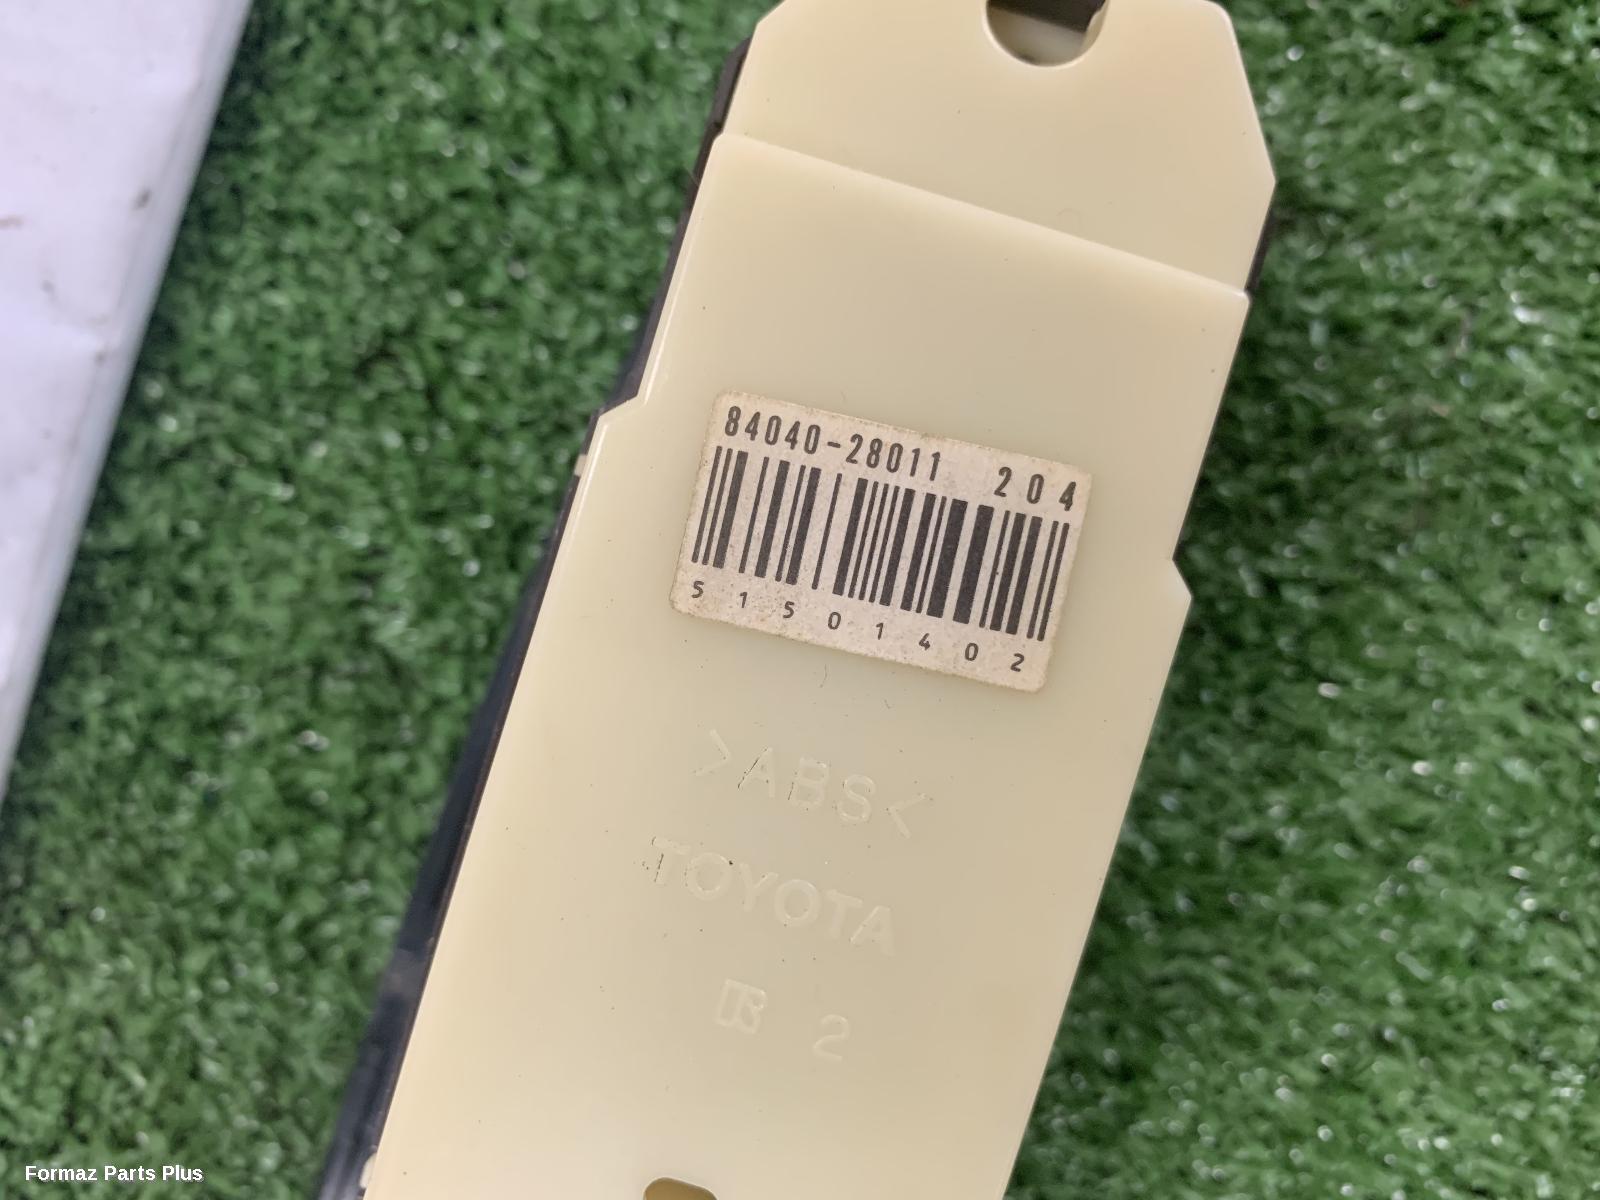 84040-28011 204
51501402
>ABS<
TOYOTA
2
Formaz Parts Plus